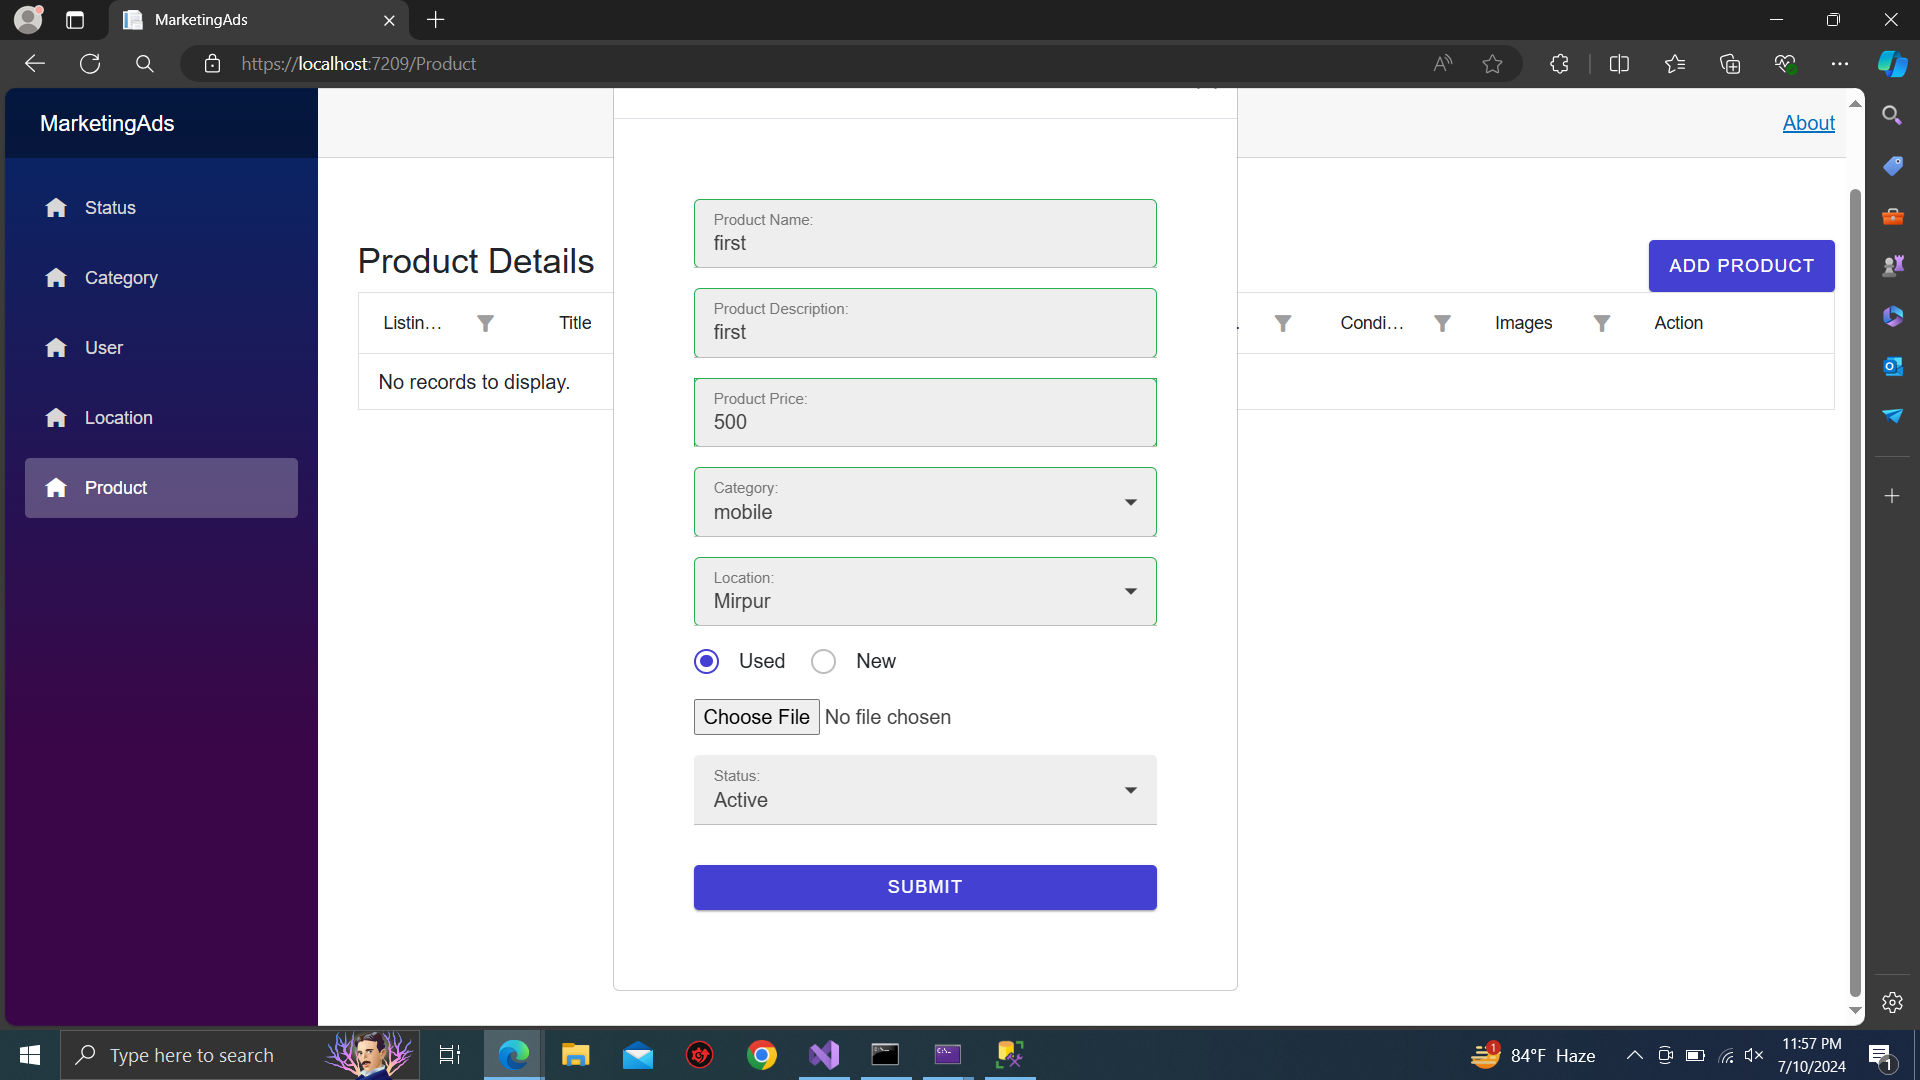 MarketingAds
https://localhost:7209/Product
MarketingAds
About
Status
Category
User
Location
Product
Product Details
ADD PRODUCT
Listin... Title Condi... Images Action
No records to display.
Product Name:
first
Product Description:
first
Product Price:
500
Category:
mobile
Location:
Mirpur
Used New
Choose File No file chosen
Status:
Active
SUBMIT
Type here to search
1
84°F Haze
11:57 PM
7/10/2024
1